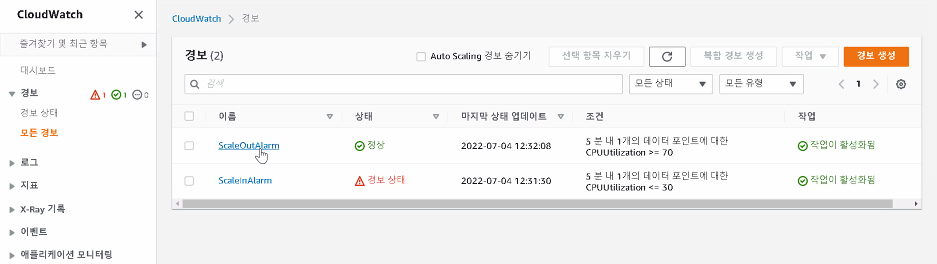 CloudWatch
즐겨찾기 및 최근 항목
대시보드
경보 1 1 0
경보 상태
모든 경보
로그
지표
X-Ray 기록
이벤트
애플리케이션 모니터링
CloudWatch > 경보
경보 (2)
Auto Scaling 경보 숨기기
선택 항목 지우기
복합 경보 생성
작업
경보 생성
검색
모든 상태
모든 유형
1
이름 상태 마지막 상태 업데이트 조건 작업
ScaleOutAlarm 정상 2022-07-04 12:32:08 5 분 내 1개의 데이터 포인트에 대한 CPUUtilization >= 70 작업이 활성화됨
ScaleInAlarm 경보 상태 2022-07-04 12:31:30 5 분 내 1개의 데이터 포인트에 대한 CPUUtilization <= 30 작업이 활성화됨